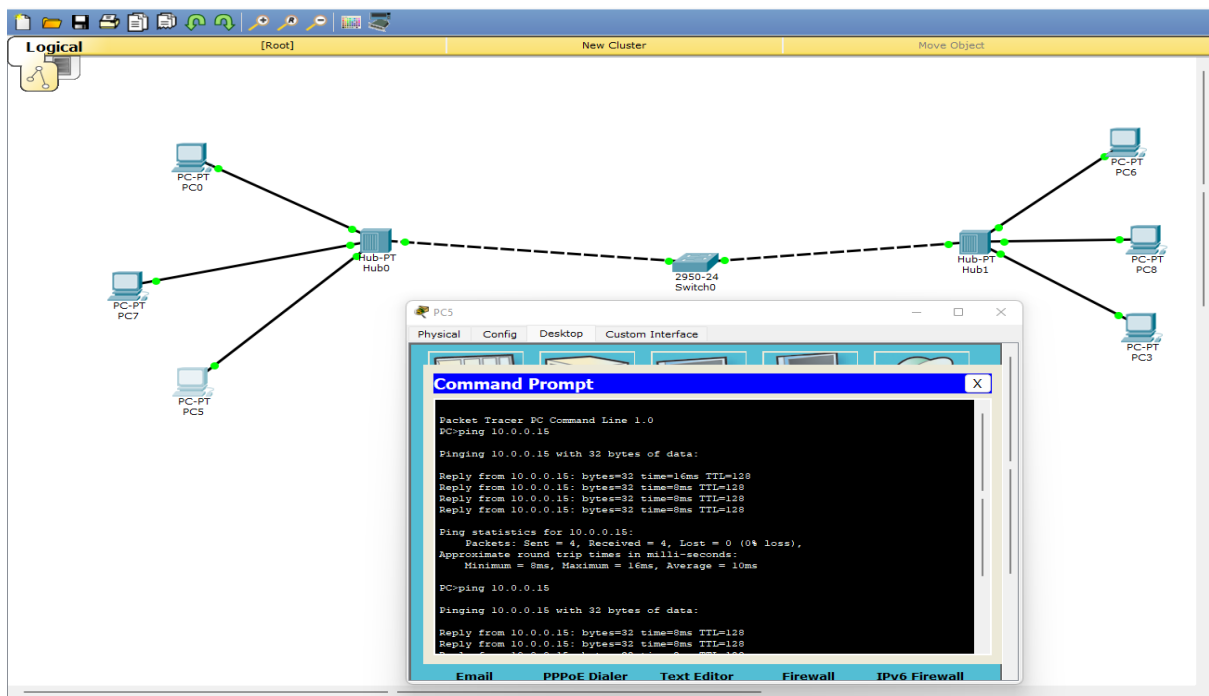 Logical [Root] New Cluster Move Object
PC-PT
PC0
PC-PT
PC6
Hub-PT
Hub0
Hub-PT
Hub1
PC-PT
PC8
2950-24
Switch0
PC-PT
PC7
PC-PT
PC3
PC-PT
PC5
PC5
Physical Config Desktop Custom Interface
Command Prompt X
Packet Tracer PC Command Line 1.0
PC>ping 10.0.0.15
Pinging 10.0.0.15 with 32 bytes of data:
Reply from 10.0.0.15: bytes=32 time=16ms TTL=128
Reply from 10.0.0.15: bytes=32 time=8ms TTL=128
Reply from 10.0.0.15: bytes=32 time=8ms TTL=128
Reply from 10.0.0.15: bytes=32 time=8ms TTL=128
Ping statistics for 10.0.0.15:
Packets: Sent = 4, Received = 4, Lost = 0 (0% loss),
Approximate round trip times in milli-seconds:
Minimum = 8ms, Maximum = 16ms, Average = 10ms
PC>ping 10.0.0.15
Pinging 10.0.0.15 with 32 bytes of data:
Reply from 10.0.0.15: bytes=32 time=8ms TTL=128
Reply from 10.0.0.15: bytes=32 time=8ms TTL=128
Email PPPoE Dialer Text Editor Firewall IPv6 Firewall